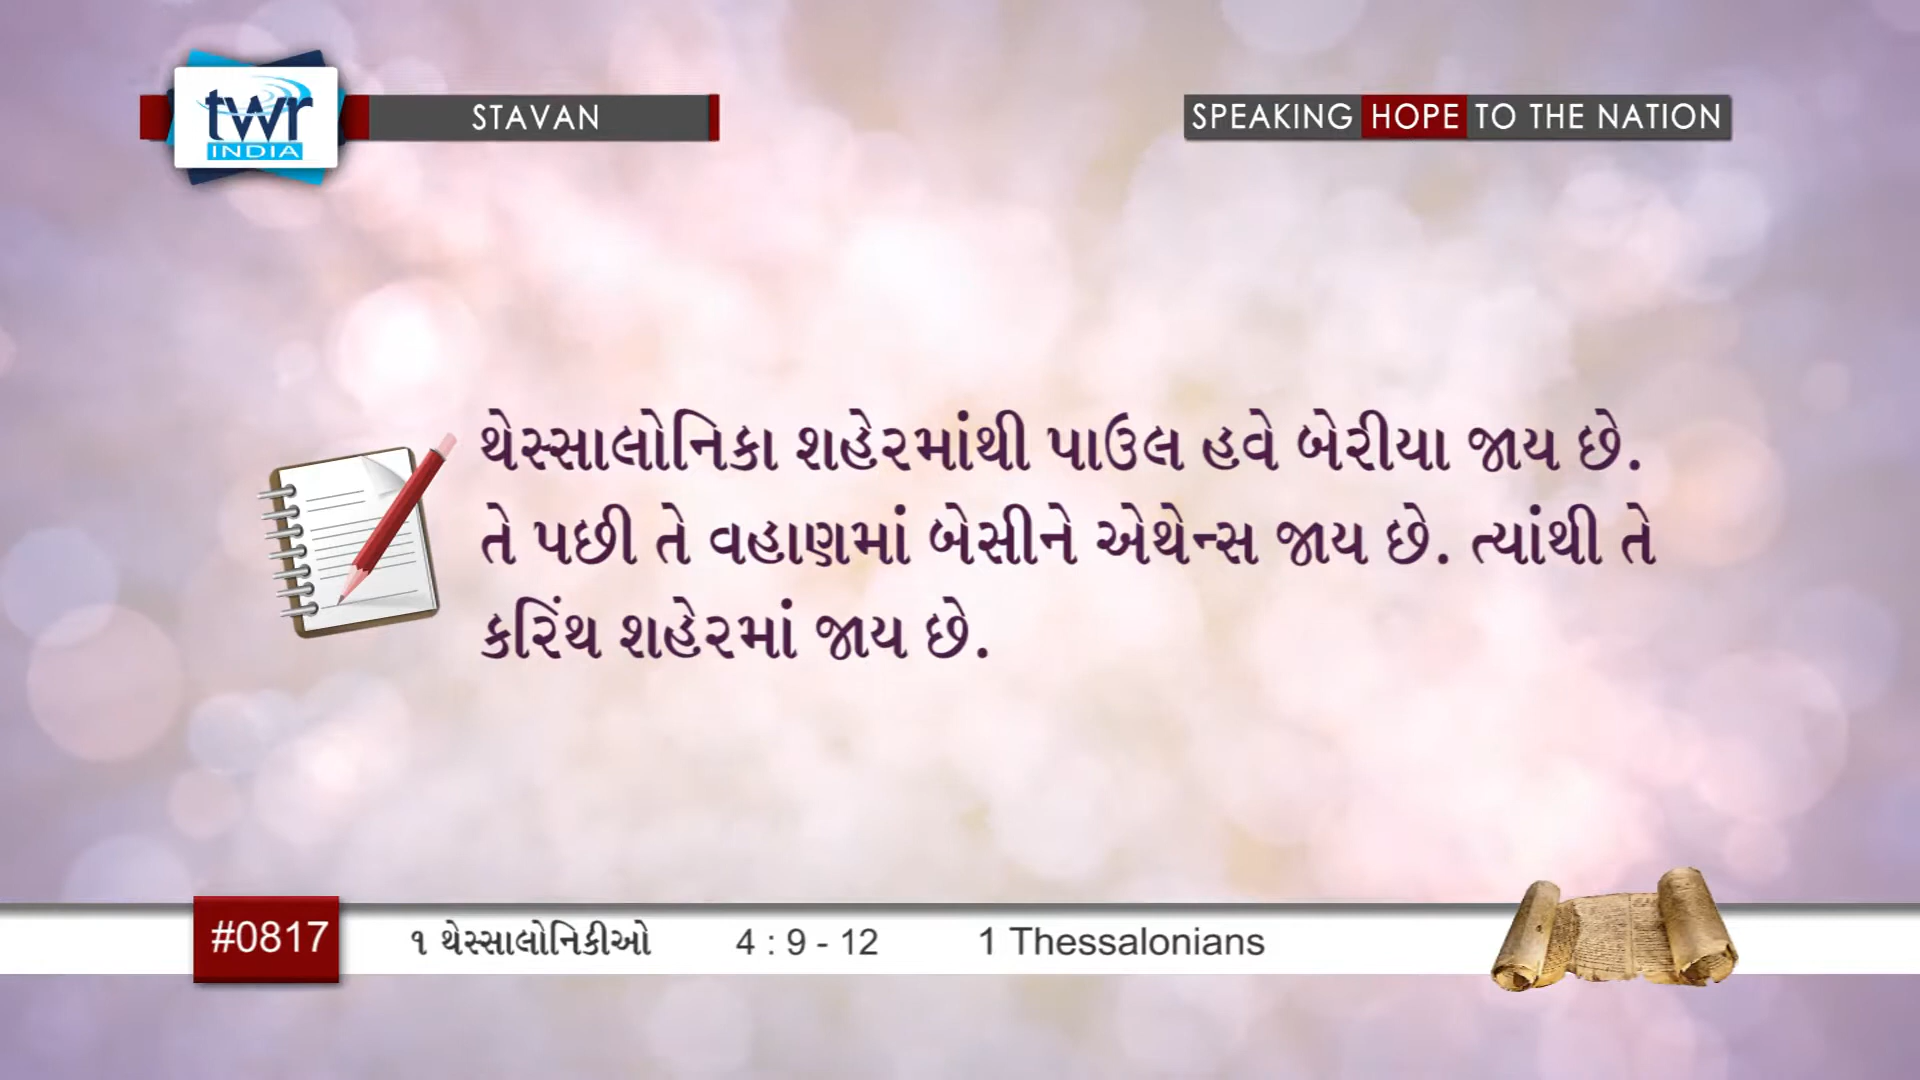 twr
INDIA
STAVAN
SPEAKING HOPE TO THE NATION
થેસ્સાલોનિકા શહેરમાંથી પાઉલ હવે બેરીયા જાય છે.
તે પછી તે વહાણમાં બેસીને એથેન્સ જાય છે. ત્યાંથી તે
કરિંથ શહેરમાં જાય છે.
#0817 ૧ થેસ્સાલોનિકીઓ 4 : 9 - 12 1 Thessalonians